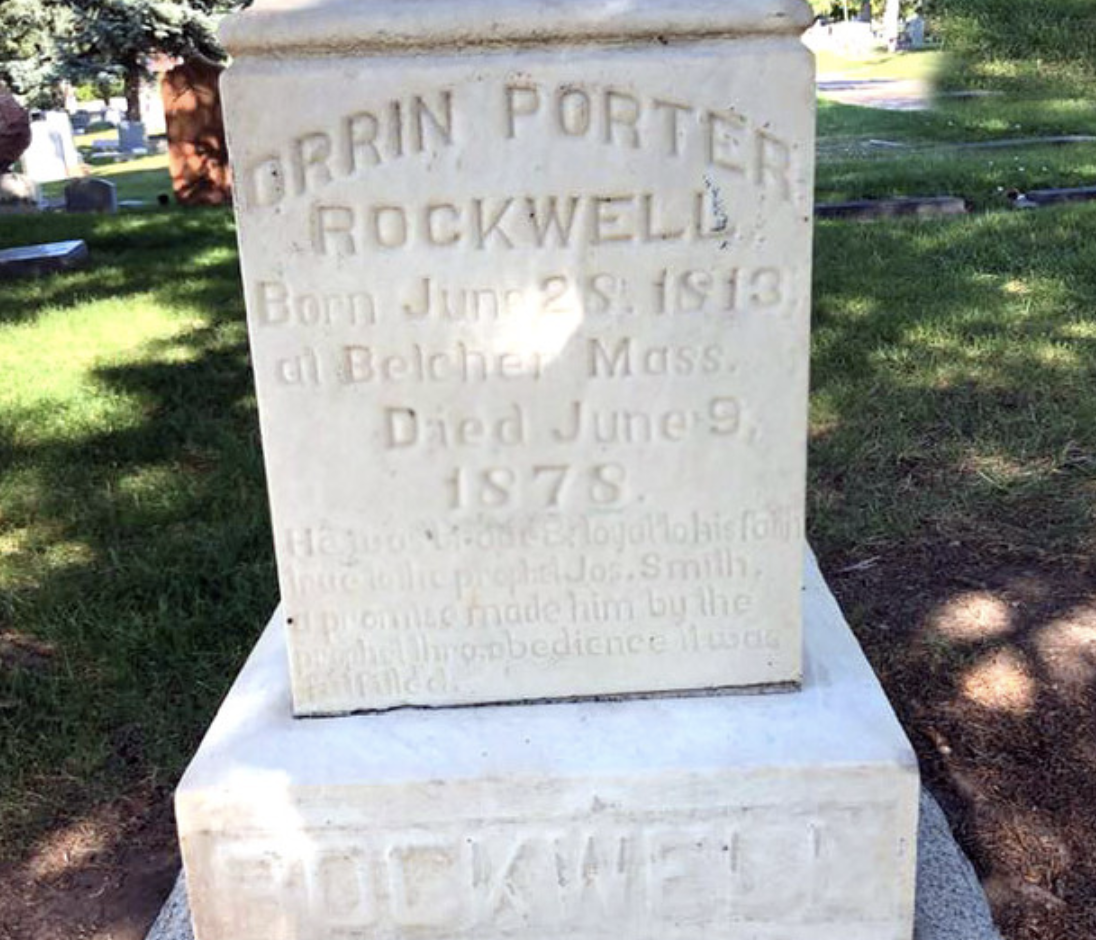 ORRIN PORTER
ROCKWELL
Born June 28, 1813,
at Belcher Mass.
Died June 9,
1878.
He was brave & loyal to his faith
true to the prophet Jos. Smith,
a promise made him by the
prophet thro. obedience it was
fulfilled.
ROCKWELL